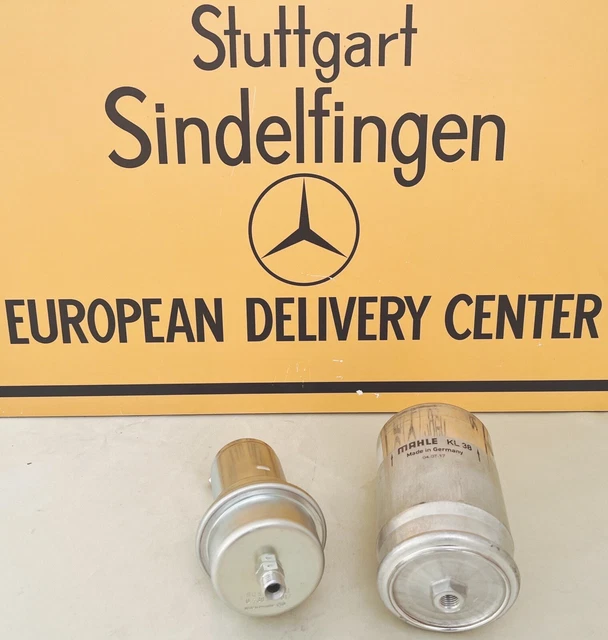 Stuttgart
Sindelfingen
EUROPEAN DELIVERY CENTER
MAHLE KL 38
Made in Germany